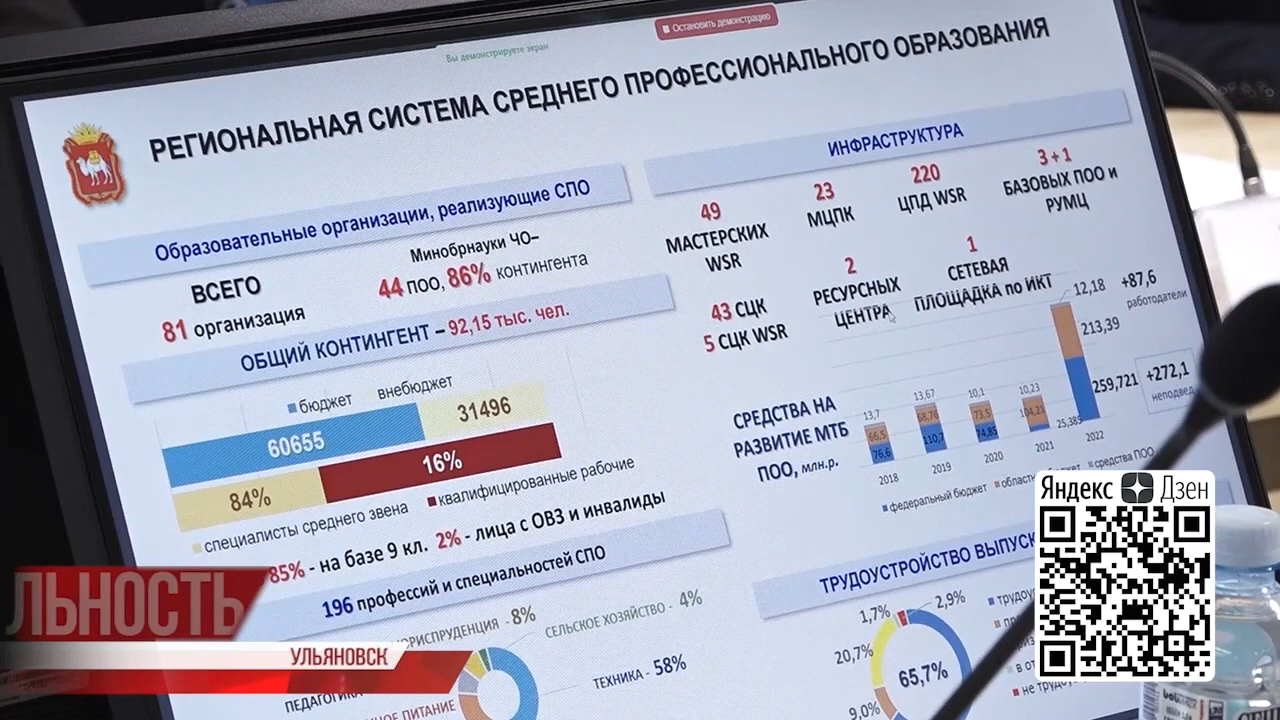 Вы демонстрируете экран
Остановить демонстрацию
РЕГИОНАЛЬНАЯ СИСТЕМА СРЕДНЕГО ПРОФЕССИОНАЛЬНОГО ОБРАЗОВАНИЯ
Образовательные организации, реализующие СПО
ВСЕГО
81 организация
Минобрнауки ЧО–
44 ПОО, 86% контингента
ОБЩИЙ КОНТИНГЕНТ – 92,15 тыс. чел.
бюджет внебюджет
60655 31496
84% 16%
специалисты среднего звена квалифицированные рабочие
85% - на базе 9 кл. 2% - лица с ОВЗ и инвалиды
196 профессий и специальностей СПО
ЮРИСПРУДЕНЦИЯ - 8%
СЕЛЬСКОЕ ХОЗЯЙСТВО - 4%
ТЕХНИКА - 58%
ПЕДАГОГИКА
ПИТАНИЕ
ИНФРАСТРУКТУРА
49
МАСТЕРСКИХ
WSR
23
МЦПК
220
ЦПД WSR
3 + 1
БАЗОВЫХ ПОО и
РУМЦ
43 СЦК
5 СЦК WSR
2
РЕСУРСНЫХ
ЦЕНТРА
1
СЕТЕВАЯ
ПЛОЩАДКА по ИКТ
СРЕДСТВА НА
РАЗВИТИЕ МТБ
ПОО, млн.р.
13,7 13,67 10,1 10,23 12,18
66,5 68,76 73,5 104,21 213,39
76,6 110,7 74,85 25,385 259,721
2018 2019 2020 2021 2022
+87,6
работодатели
+272,1
неподвед.
федеральный бюджет средства ПОО
ТРУДОУСТРОЙСТВО ВЫПУСК
1,7% 2,9%
20,7% 65,7%
9,0%
трудоу
в от
не трудоу
Яндекс Дзен
ЛЬНОСТЬ
УЛЬЯНОВСК